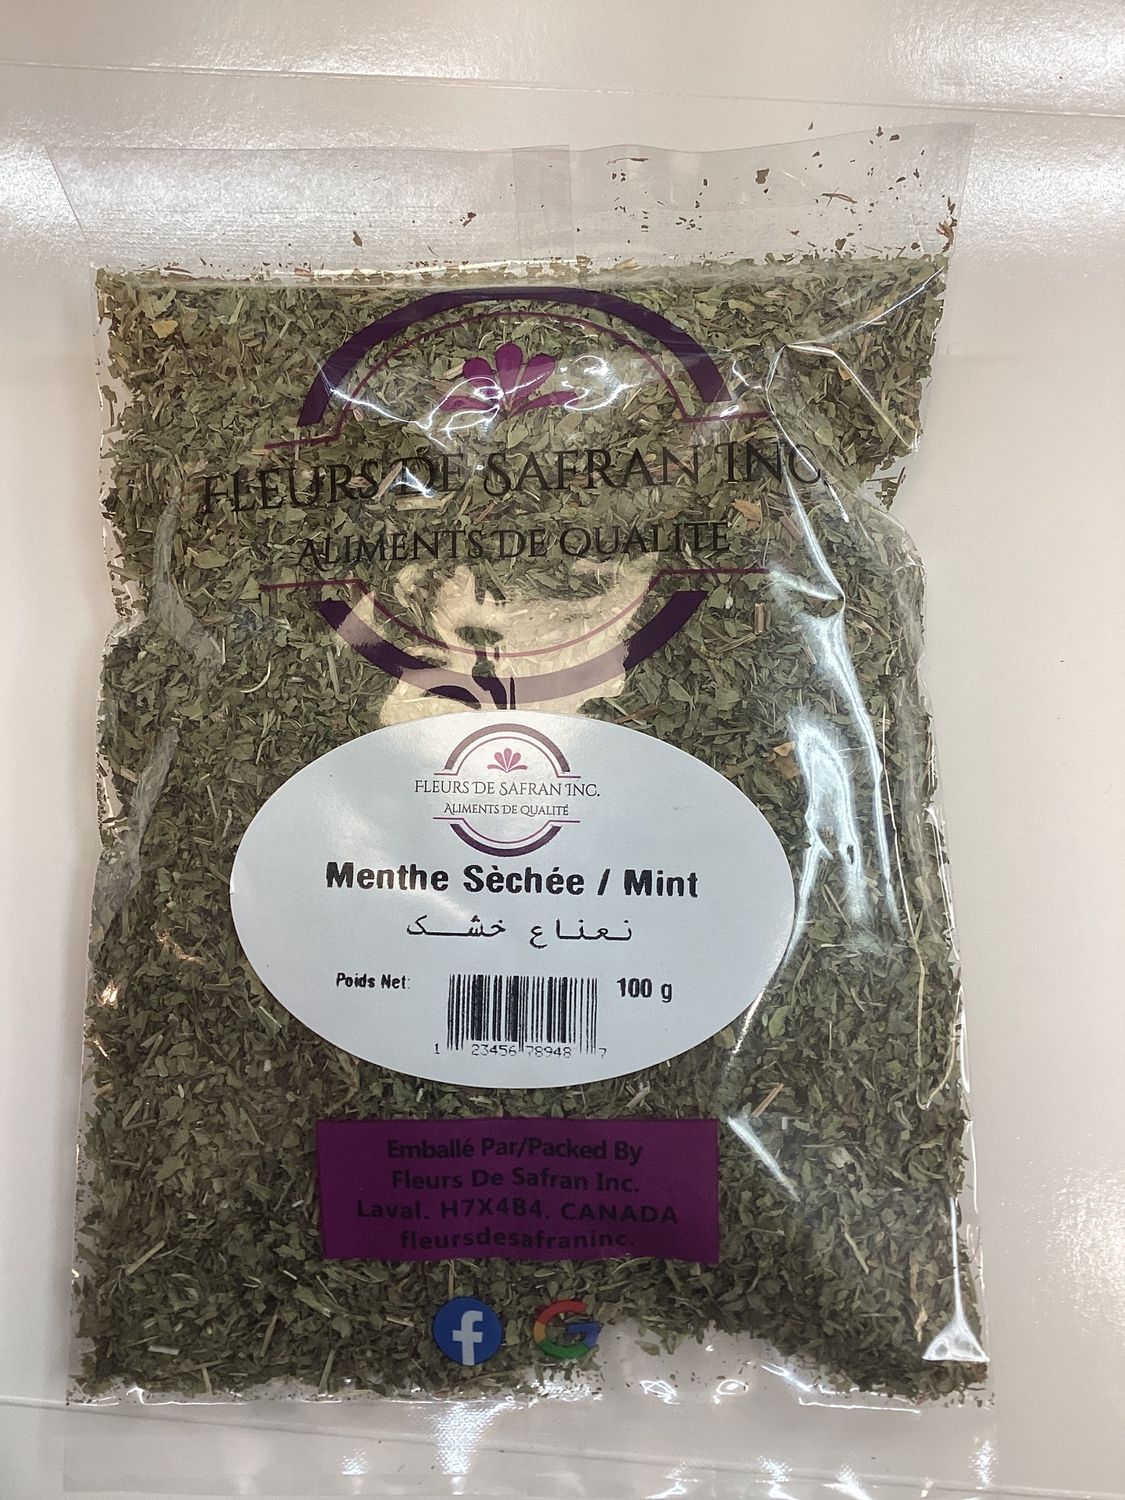 FLEURS DE SAFRAN INC
ALIMENTS DE QUALITÉ
FLEURS DE SAFRAN INC.
ALIMENTS DE QUALITÉ
Menthe Sèchée / Mint
نعناع خشک
Poids Net: 100 g
1 23456 78948 7
Emballé Par/Packed By
Fleurs De Safran Inc.
Laval. H7X4B4. CANADA
fleursdesafraninc.